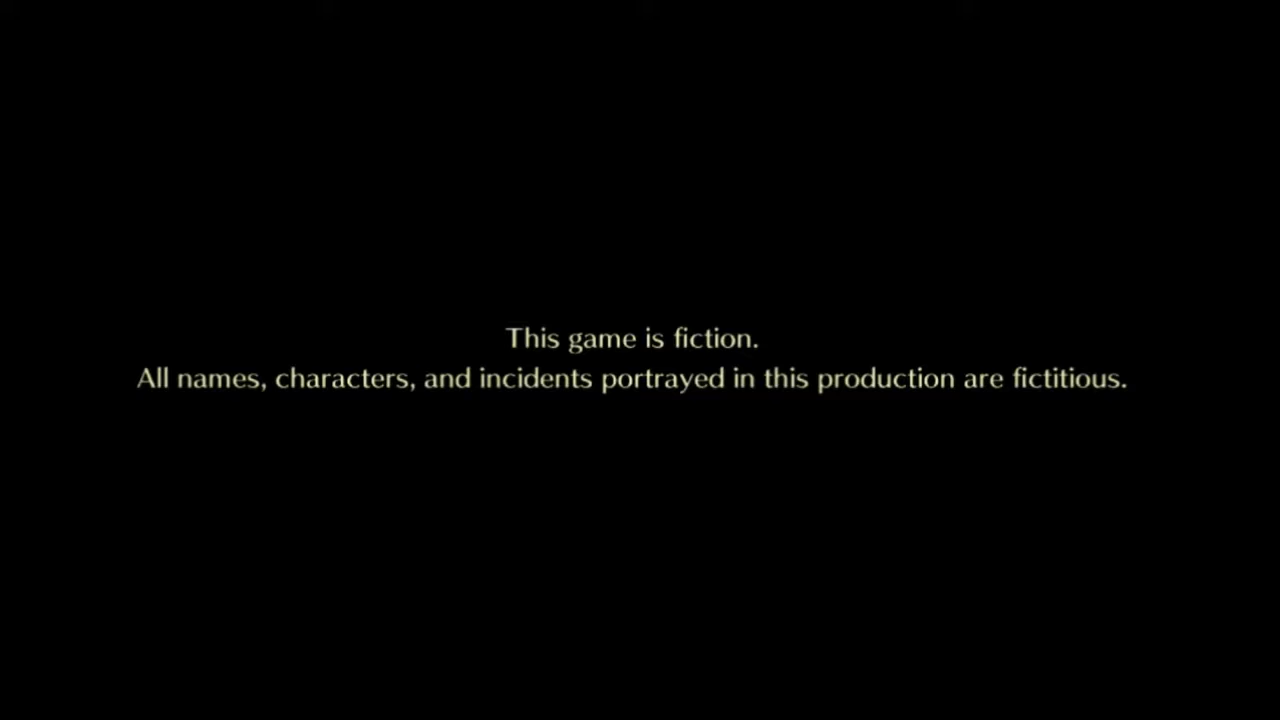 This game is fiction.
All names, characters, and incidents portrayed in this production are fictitious.